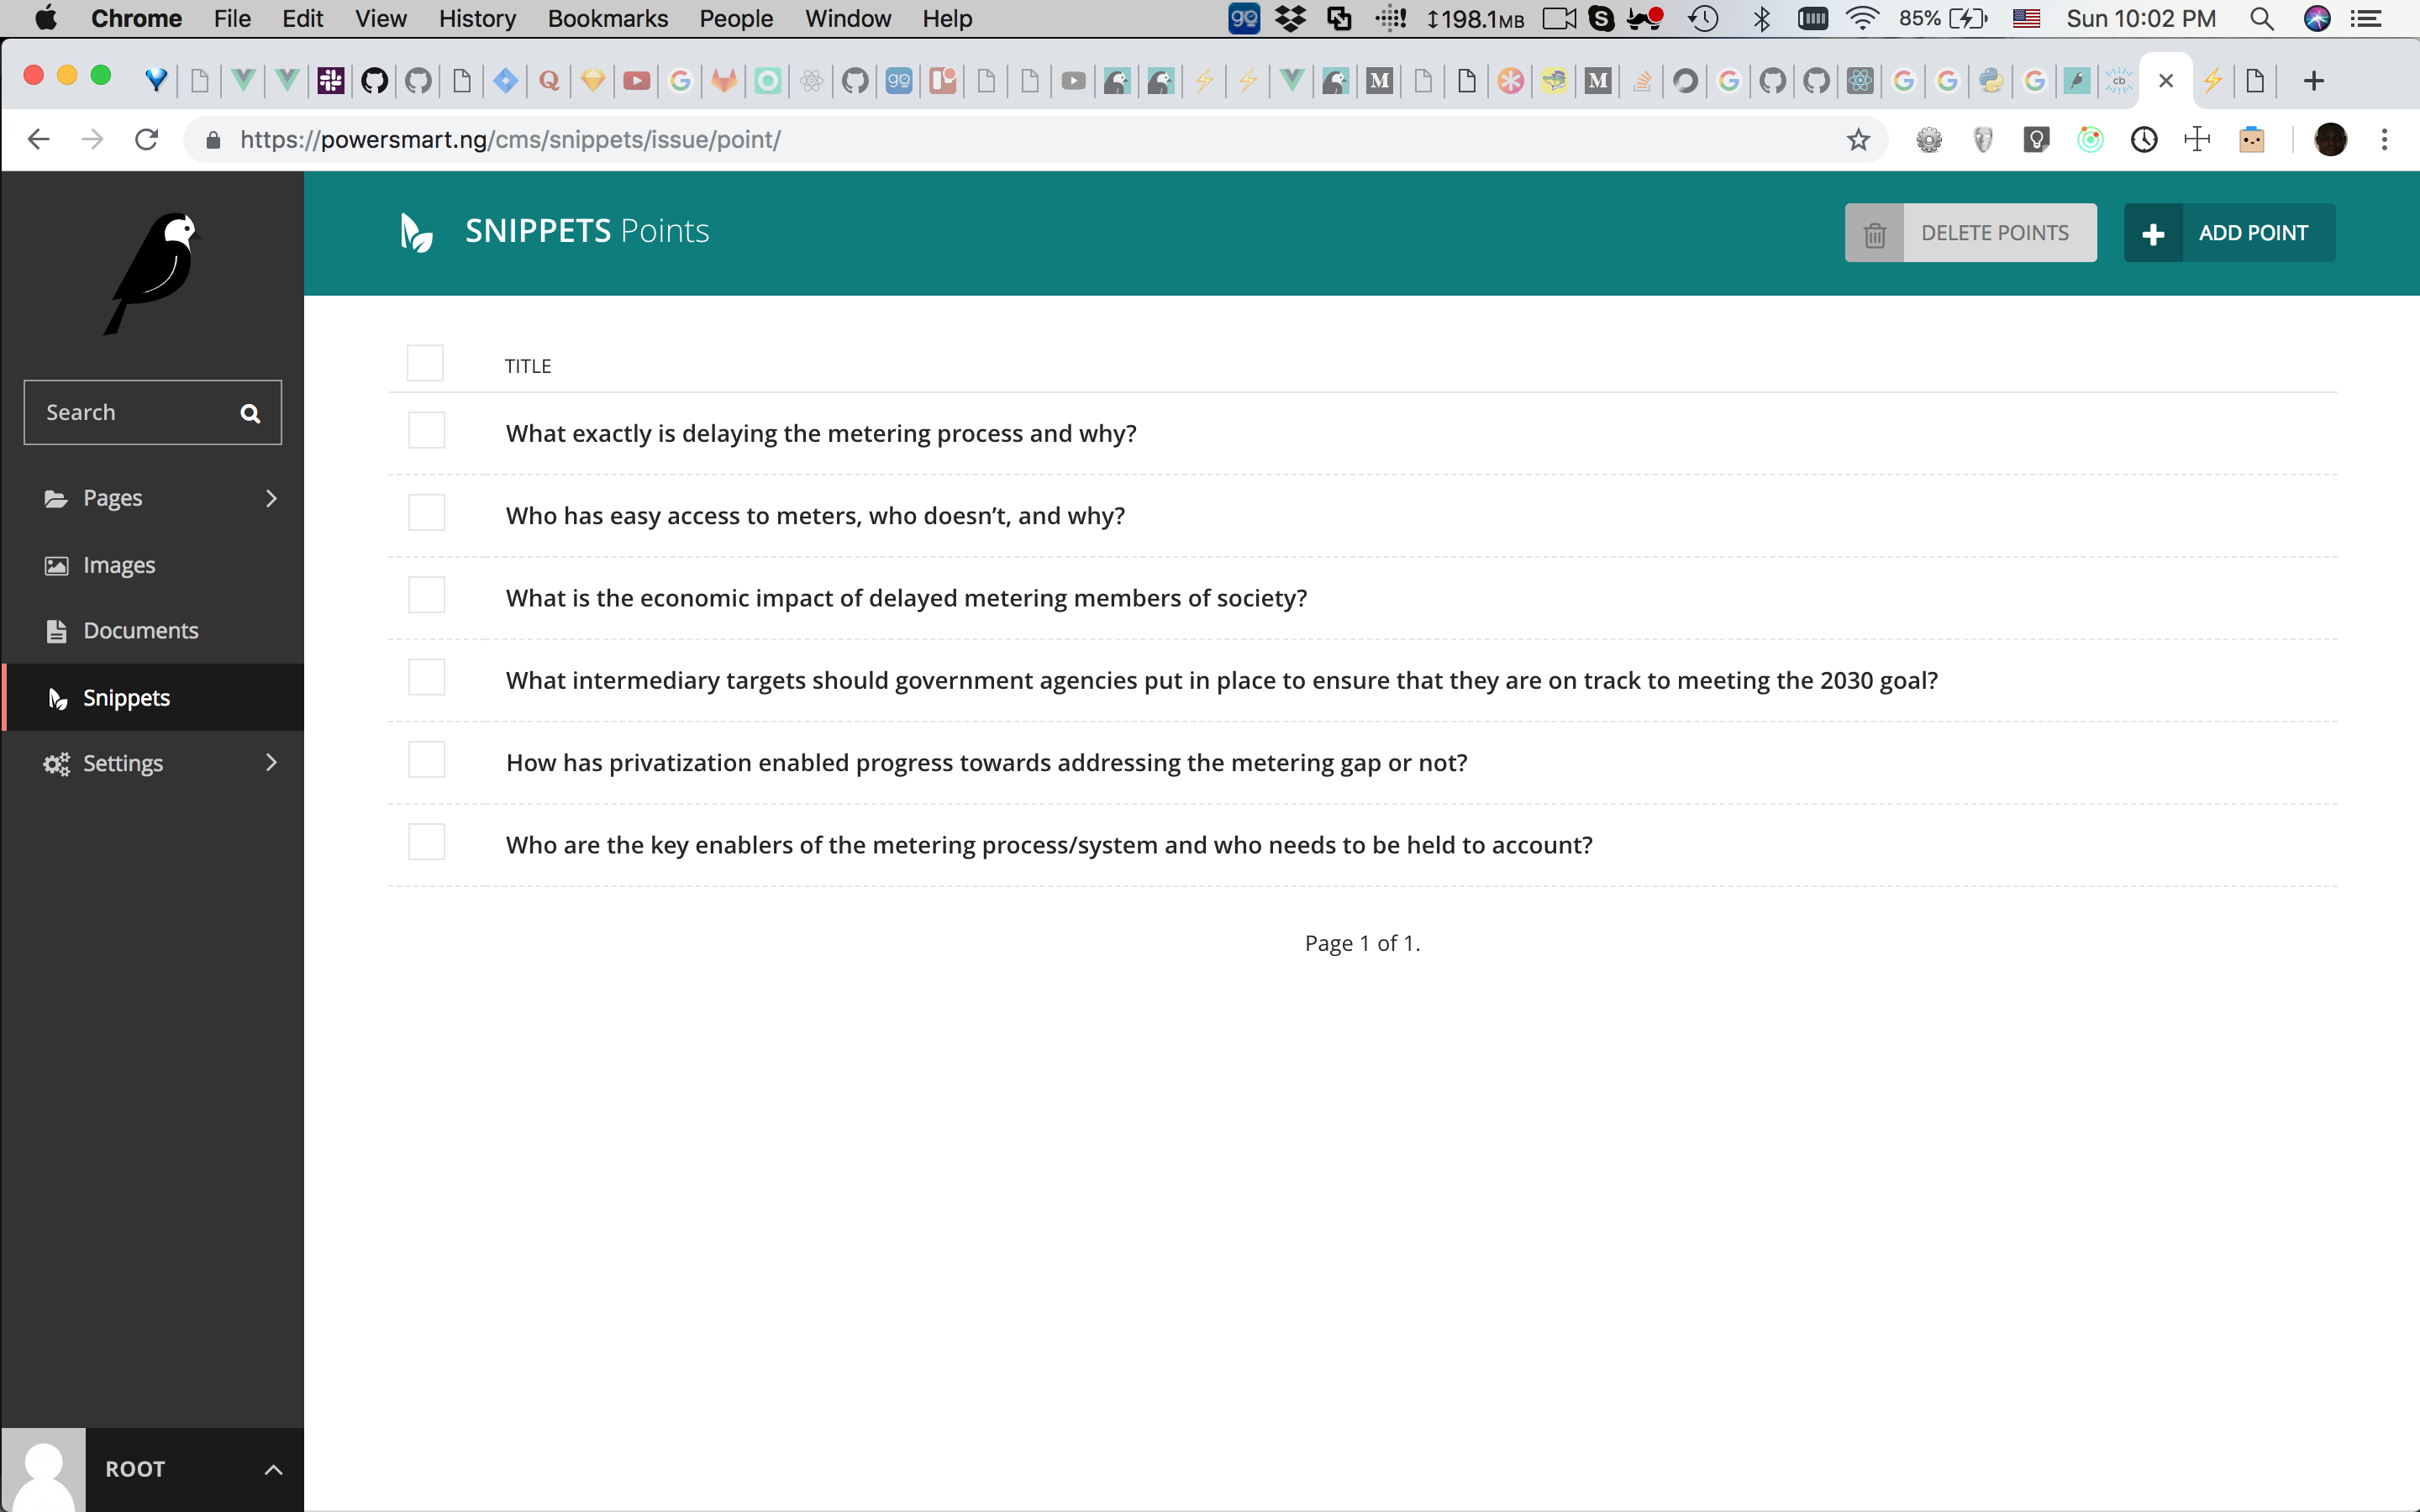 Chrome File Edit View History Bookmarks People Window Help 198.1MB 85% Sun 10:02 PM
https://powersmart.ng/cms/snippets/issue/point/
SNIPPETS Points
DELETE POINTS
ADD POINT
Search
Pages
Images
Documents
Snippets
Settings
TITLE
What exactly is delaying the metering process and why?
Who has easy access to meters, who doesn’t, and why?
What is the economic impact of delayed metering members of society?
What intermediary targets should government agencies put in place to ensure that they are on track to meeting the 2030 goal?
How has privatization enabled progress towards addressing the metering gap or not?
Who are the key enablers of the metering process/system and who needs to be held to account?
Page 1 of 1.
ROOT